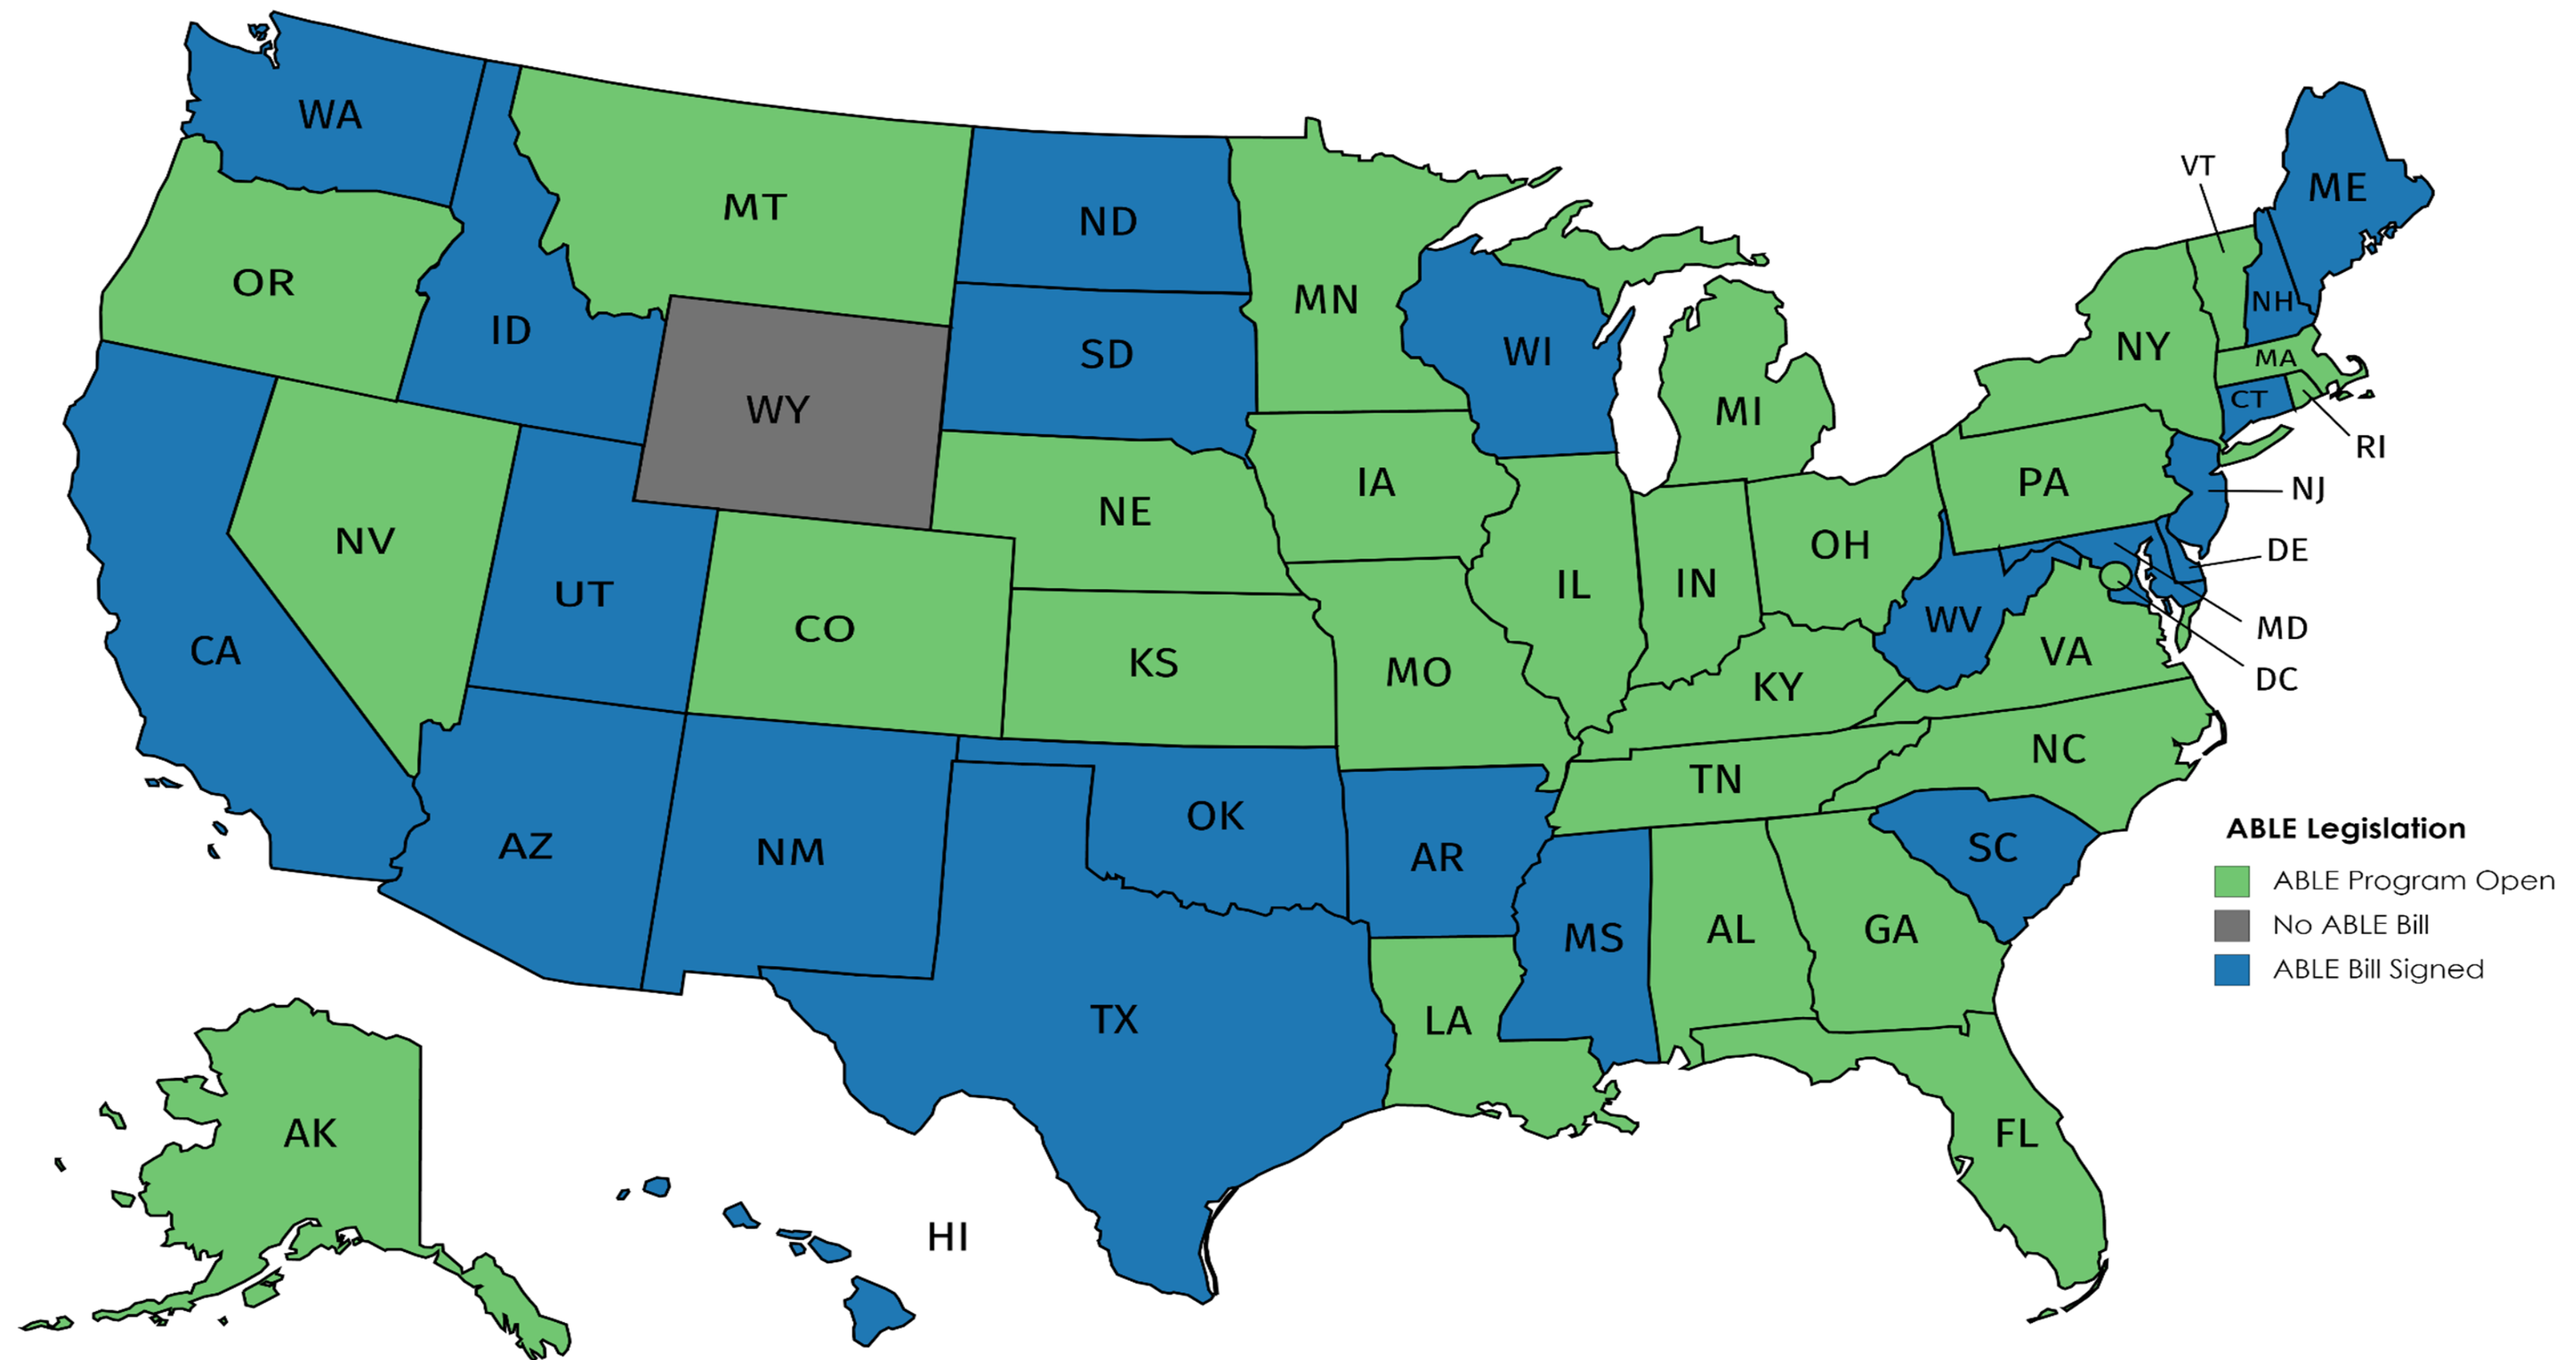 WA
VT
ME
MT
ND
OR
MN
NH
ID
SD
WI
NY
MA
WY
MI
CT
RI
IA
PA
NE
NJ
NV
OH
DE
UT
IL
IN
CO
WV
MD
CA
KS
MO
KY
VA
DC
NC
TN
OK
ABLE Legislation
AZ
NM
AR
SC
ABLE Program Open
MS
AL
GA
No ABLE Bill
TX
LA
ABLE Bill Signed
AK
FL
HI